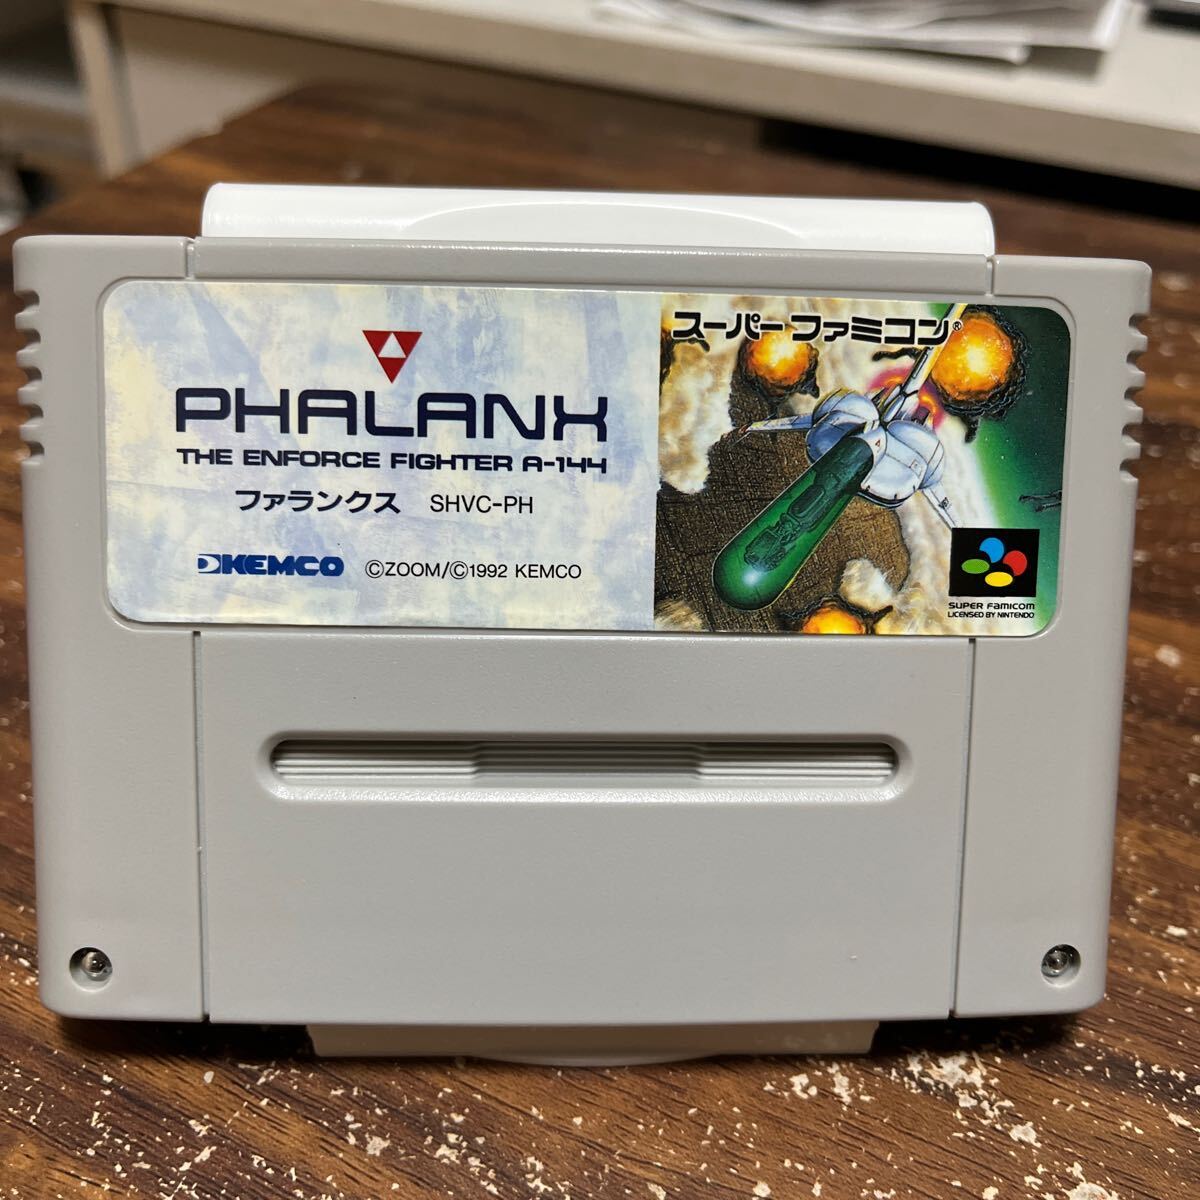 PHALANX
THE ENFORCE FIGHTER A-144
ファランクス SHVC-PH
KEMCO ©ZOOM/©1992 KEMCO
スーパーファミコン®
SUPER FAMICOM
LICENSED BY NINTENDO